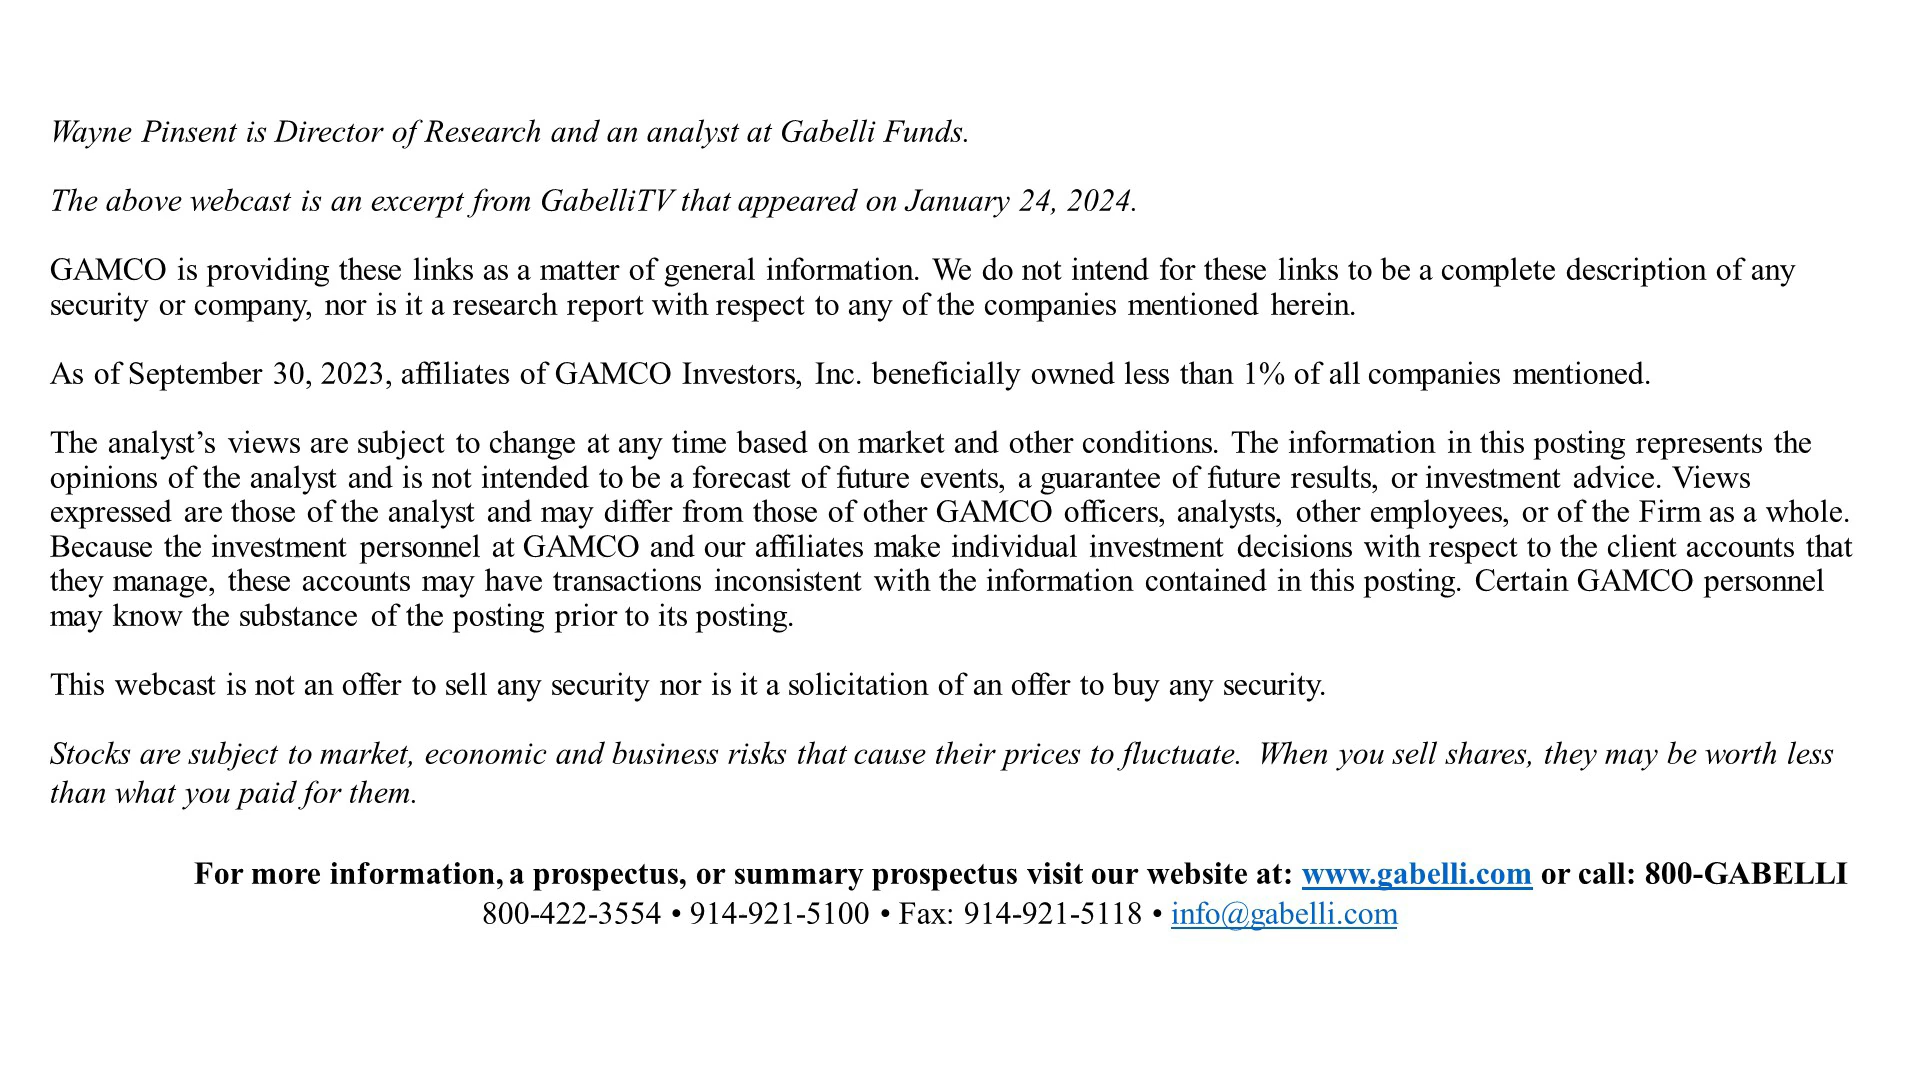 Wayne Pinsent is Director of Research and an analyst at Gabelli Funds.
The above webcast is an excerpt from GabelliTV that appeared on January 24, 2024.
GAMCO is providing these links as a matter of general information. We do not intend for these links to be a complete description of any
security or company, nor is it a research report with respect to any of the companies mentioned herein.
As of September 30, 2023, affiliates of GAMCO Investors, Inc. beneficially owned less than 1% of all companies mentioned.
The analyst’s views are subject to change at any time based on market and other conditions. The information in this posting represents the
opinions of the analyst and is not intended to be a forecast of future events, a guarantee of future results, or investment advice. Views
expressed are those of the analyst and may differ from those of other GAMCO officers, analysts, other employees, or of the Firm as a whole.
Because the investment personnel at GAMCO and our affiliates make individual investment decisions with respect to the client accounts that
they manage, these accounts may have transactions inconsistent with the information contained in this posting. Certain GAMCO personnel
may know the substance of the posting prior to its posting.
This webcast is not an offer to sell any security nor is it a solicitation of an offer to buy any security.
Stocks are subject to market, economic and business risks that cause their prices to fluctuate. When you sell shares, they may be worth less
than what you paid for them.
For more information, a prospectus, or summary prospectus visit our website at: www.gabelli.com or call: 800-GABELLI
800-422-3554 • 914-921-5100 • Fax: 914-921-5118 • info@gabelli.com